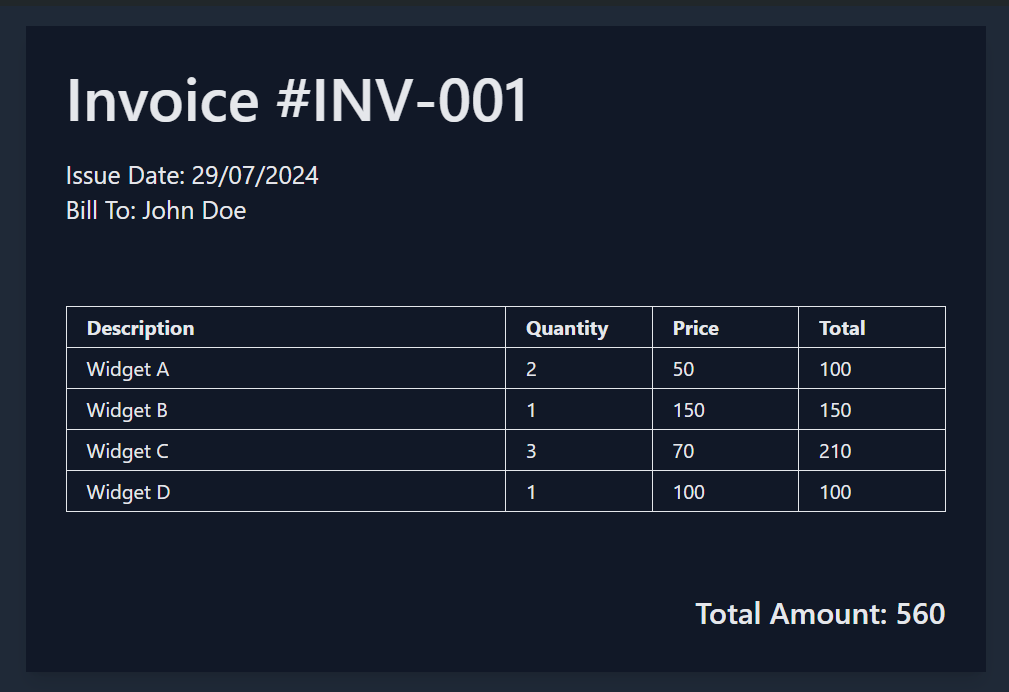 Invoice #INV-001
Issue Date: 29/07/2024
Bill To: John Doe
Description Quantity Price Total
Widget A 2 50 100
Widget B 1 150 150
Widget C 3 70 210
Widget D 1 100 100
Total Amount: 560